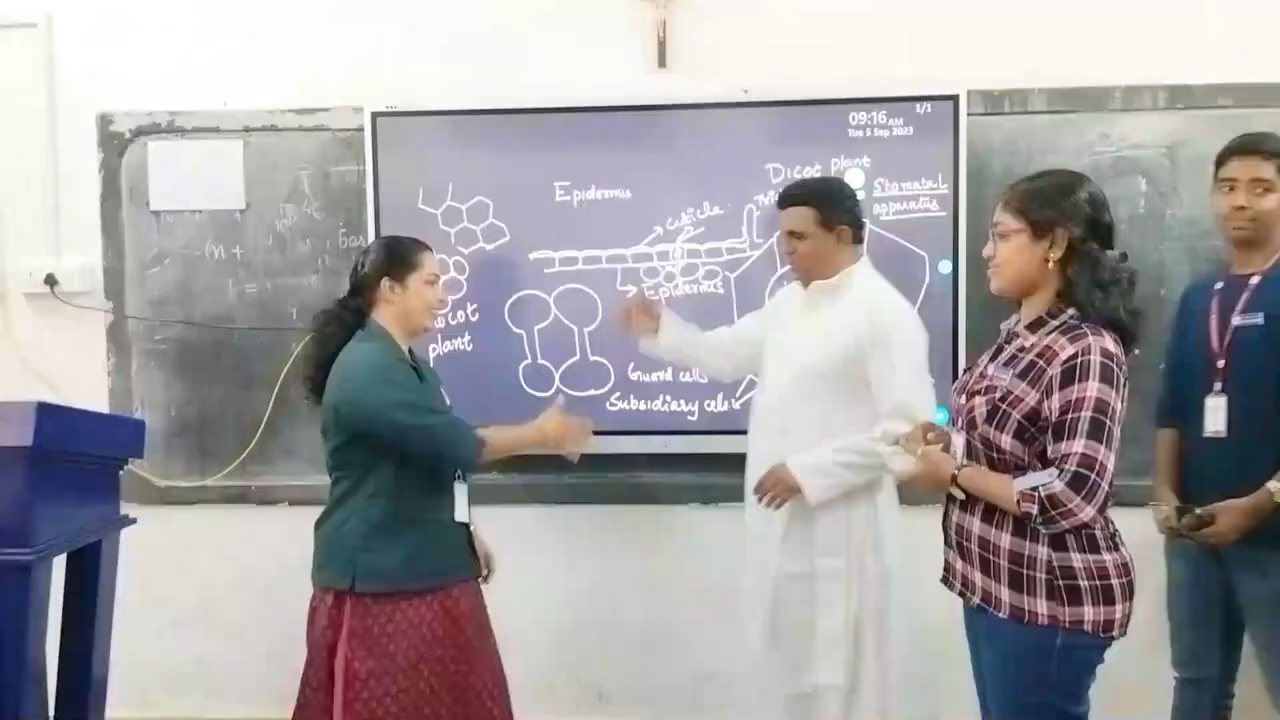 1/1
09:16 AM
Tue 5 Sep 2023
Dicot plant
Epidermis
Stomatal
apparatus
cuticle
Epidermis
plant
Guard cells
Subsidiary cells